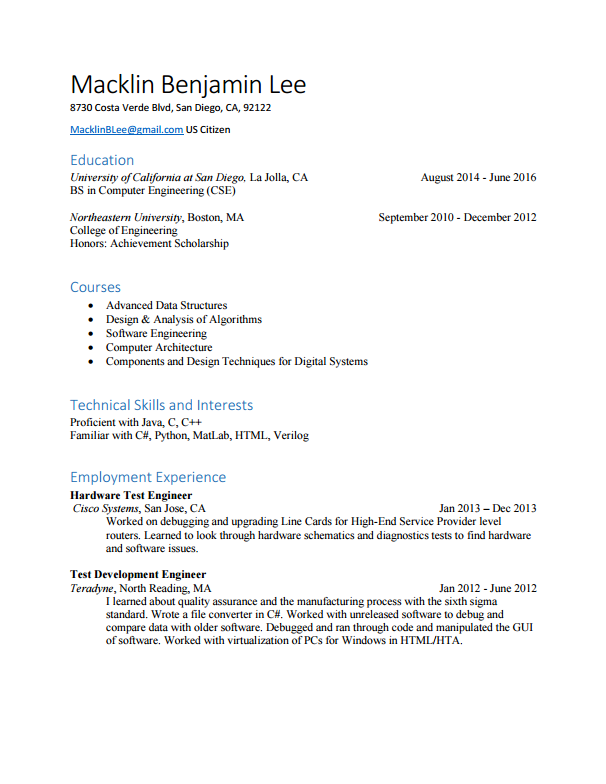 Macklin Benjamin Lee
8730 Costa Verde Blvd, San Diego, CA, 92122
MacklinBLee@gmail.com US Citizen
Education
University of California at San Diego, La Jolla, CA August 2014 - June 2016
BS in Computer Engineering (CSE)
Northeastern University, Boston, MA September 2010 - December 2012
College of Engineering
Honors: Achievement Scholarship
Courses
• Advanced Data Structures
• Design & Analysis of Algorithms
• Software Engineering
• Computer Architecture
• Components and Design Techniques for Digital Systems
Technical Skills and Interests
Proficient with Java, C, C++
Familiar with C#, Python, MatLab, HTML, Verilog
Employment Experience
Hardware Test Engineer
Cisco Systems, San Jose, CA Jan 2013 – Dec 2013
Worked on debugging and upgrading Line Cards for High-End Service Provider level
routers. Learned to look through hardware schematics and diagnostics tests to find hardware
and software issues.
Test Development Engineer
Teradyne, North Reading, MA Jan 2012 - June 2012
I learned about quality assurance and the manufacturing process with the sixth sigma
standard. Wrote a file converter in C#. Worked with unreleased software to debug and
compare data with older software. Debugged and ran through code and manipulated the GUI
of software. Worked with virtualization of PCs for Windows in HTML/HTA.